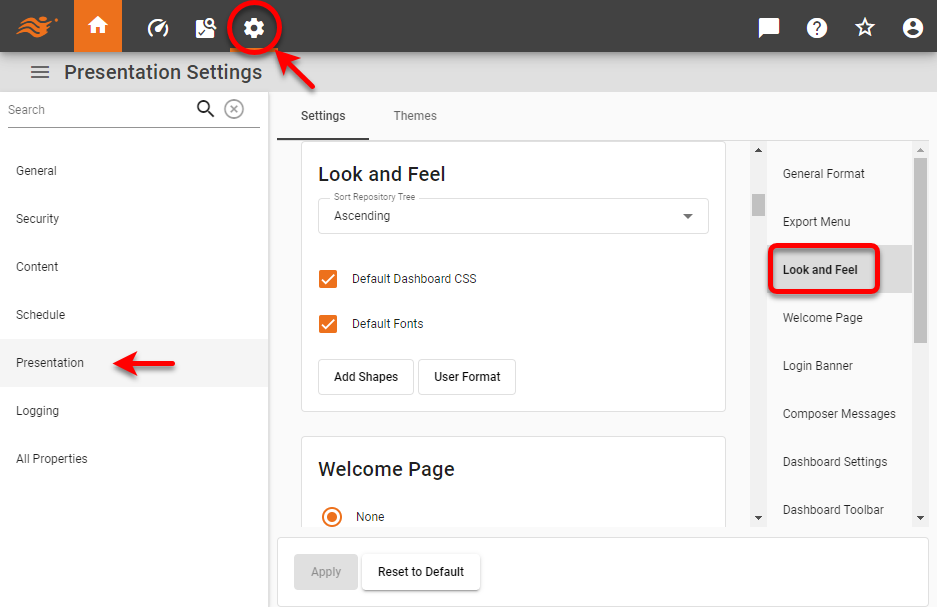 Presentation Settings
Search
General
Security
Content
Schedule
Presentation
Logging
All Properties
Settings
Themes
Look and Feel
Sort Repository Tree
Ascending
Default Dashboard CSS
Default Fonts
Add Shapes
User Format
Welcome Page
None
General Format
Export Menu
Look and Feel
Welcome Page
Login Banner
Composer Messages
Dashboard Settings
Dashboard Toolbar
Apply
Reset to Default